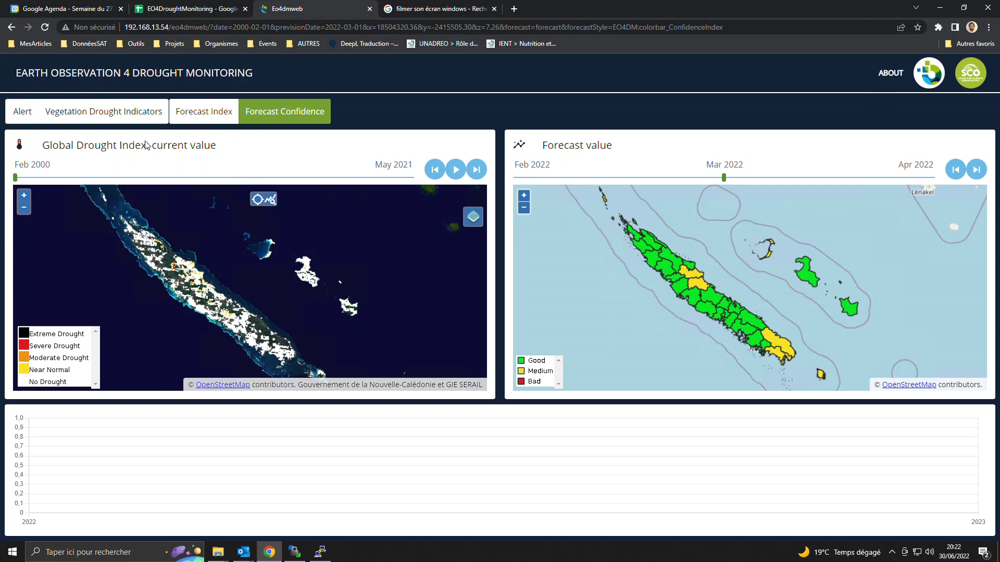 Google Agenda - Semaine du 27
EO4DroughtMonitoring - Google
Eo4dmweb
filmer son écran windows - Reche
Non sécurisé
192.168.13.54/eo4dmweb/?date=2000-02-01&previsionDate=2022-03-01&x=18504320.36&y=-2415505.30&z=7.26&forecast=forecast&forecastStyle=EO4DM:colorbar_ConfidenceIndex
MesArticles
DonnéesSAT
Outils
Projets
Organismes
Events
AUTRES
DeepL Traduction –...
UNADREO > Rôle d...
IENT > Nutrition et...
Autres favoris
EARTH OBSERVATION 4 DROUGHT MONITORING
ABOUT
SCO
SPACE FOR CLIMATE
OBSERVATORY
Alert
Vegetation Drought Indicators
Forecast Index
Forecast Confidence
Global Drought Index current value
Feb 2000
May 2021
+
−
Extreme Drought
Severe Drought
Moderate Drought
Near Normal
No Drought
© OpenStreetMap contributors. Gouvernement de la Nouvelle-Calédonie et GIE SERAIL
Forecast value
Feb 2022
Mar 2022
Apr 2022
+
−
Lénakel
Good
Medium
Bad
© OpenStreetMap contributors.
1,0
0,9
0,8
0,7
0,6
0,5
0,4
0,3
0,2
0,1
0
2022
2023
Taper ici pour rechercher
19°C Temps dégagé
20:22
30/06/2022
2